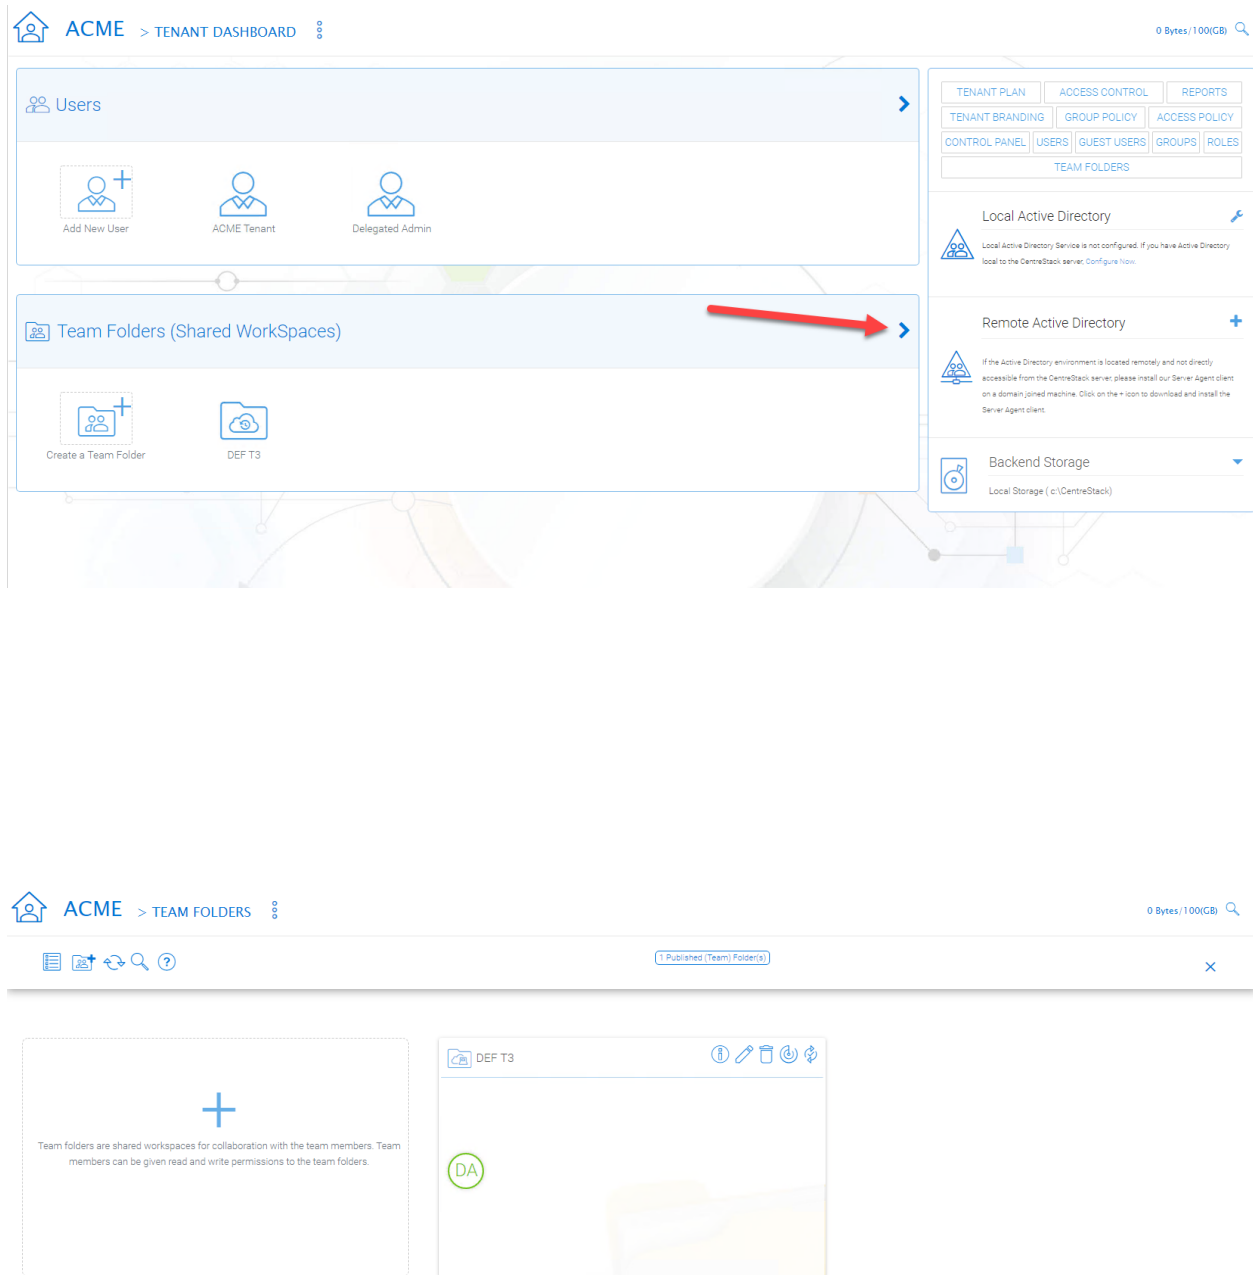 ACME > TENANT DASHBOARD
0 Bytes/100(GB)
Users
Add New User
ACME Tenant
Delegated Admin
Team Folders (Shared WorkSpaces)
Create a Team Folder
DEF T3
TENANT PLAN
ACCESS CONTROL
REPORTS
TENANT BRANDING
GROUP POLICY
ACCESS POLICY
CONTROL PANEL
USERS
GUEST USERS
GROUPS
ROLES
TEAM FOLDERS
Local Active Directory
Local Active Directory Service is not configured. If you have Active Directory
local to the CentreStack server, Configure Now.
Remote Active Directory
If the Active Directory environment is located remotely and not directly
accessible from the CentreStack server, please install our Server Agent client
on a domain joined machine. Click on the + icon to download and install the
Server Agent client.
Backend Storage
Local Storage ( c:\CentreStack)
ACME > TEAM FOLDERS
0 Bytes/100(GB)
1 Published (Team) Folder(s)
Team folders are shared workspaces for collaboration with the team members. Team
members can be given read and write permissions to the team folders.
DEF T3
DA